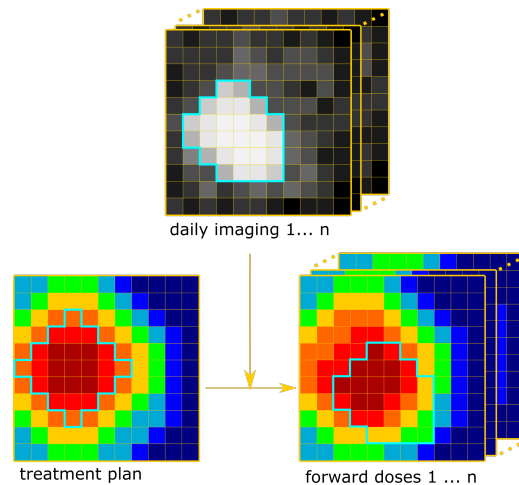 daily imaging 1... n
treatment plan
forward doses 1 ... n